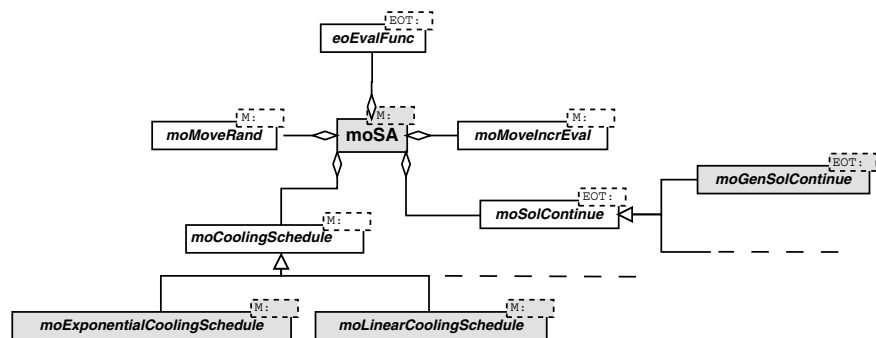 EOT:
eoEvalFunc
M:
moMoveRand
M:
moSA
M:
moMoveIncrEval
EOT:
moGenSolContinue
EOT:
moSolContinue
M:
moCoolingSchedule
M:
moExponentialCoolingSchedule
M:
moLinearCoolingSchedule